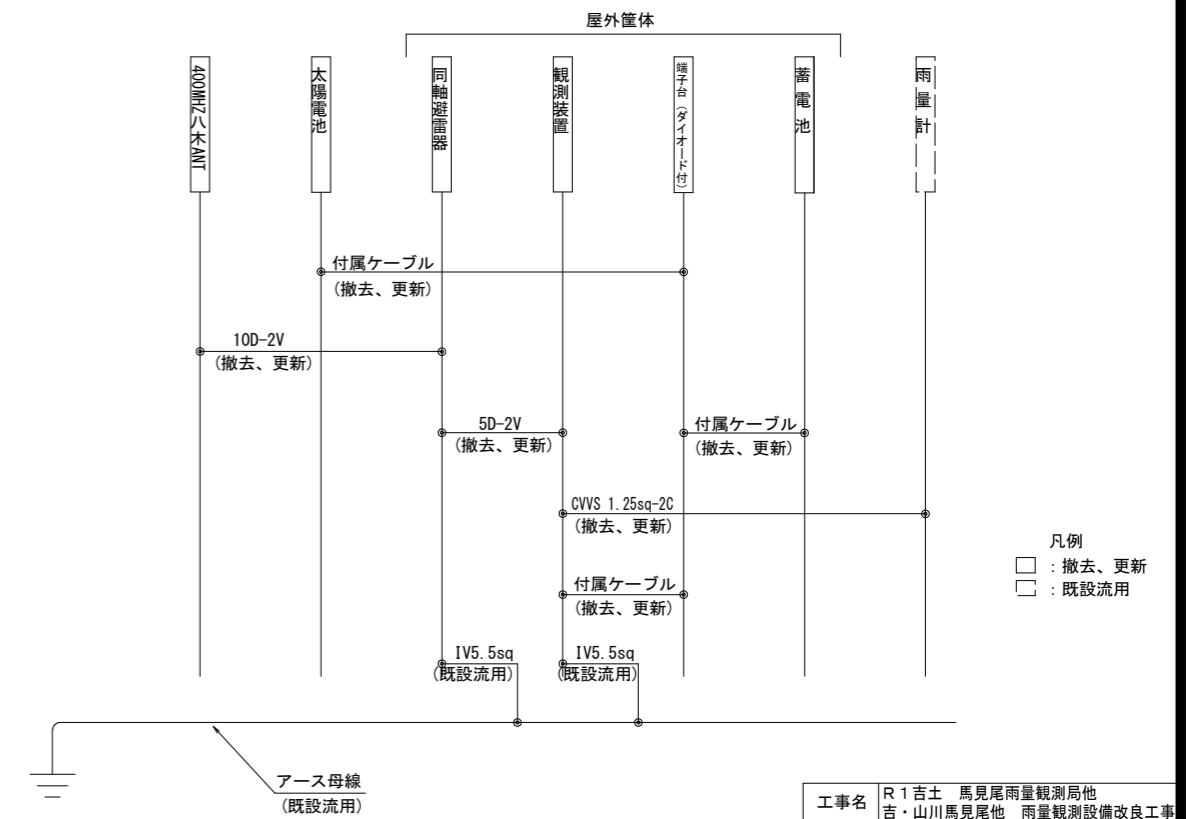 屋外筐体
400MHZ八木ANT
太陽電池
同軸避雷器
観測装置
端子台（ダイオード付）
蓄電池
雨量計
付属ケーブル
(撤去、更新)
10D-2V
(撤去、更新)
5D-2V
(撤去、更新)
付属ケーブル
(撤去、更新)
CVVS 1.25sq-2C
(撤去、更新)
付属ケーブル
(撤去、更新)
IV5.5sq
(既設流用)
IV5.5sq
(既設流用)
アース母線
(既設流用)
凡例
：撤去、更新
：既設流用
工事名
Ｒ１吉土　馬見尾雨量観測局他
吉・山川馬見尾他　雨量観測設備改良工事